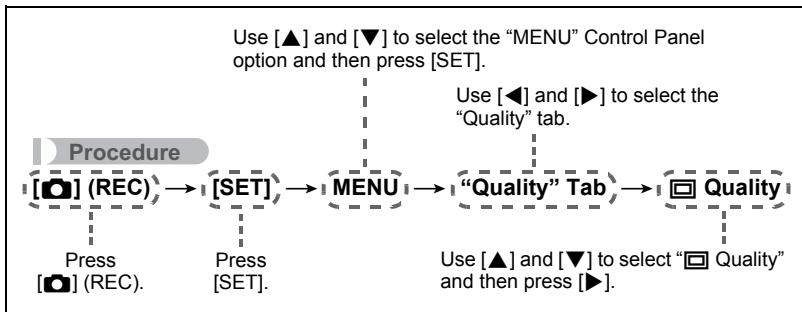 Use [▲] and [▼] to select the “MENU” Control Panel
option and then press [SET].
Use [◀] and [▶] to select the
“Quality” tab.
Procedure
[📷] (REC) → [SET] → MENU → “Quality” Tab → 回 Quality
Press
[📷] (REC).
Press
[SET].
Use [▲] and [▼] to select “回 Quality”
and then press [▶].